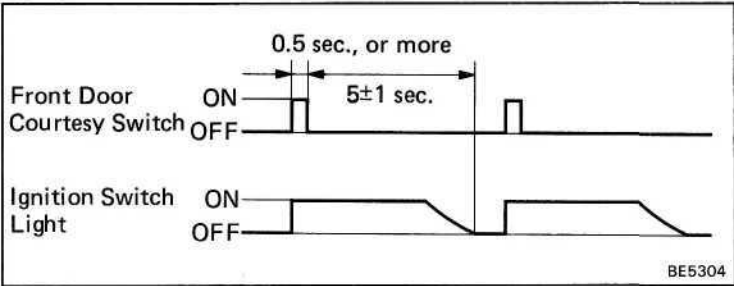 0.5 sec., or more
5±1 sec.
Front Door
Courtesy Switch
ON
OFF
Ignition Switch
Light
ON
OFF
BE5304